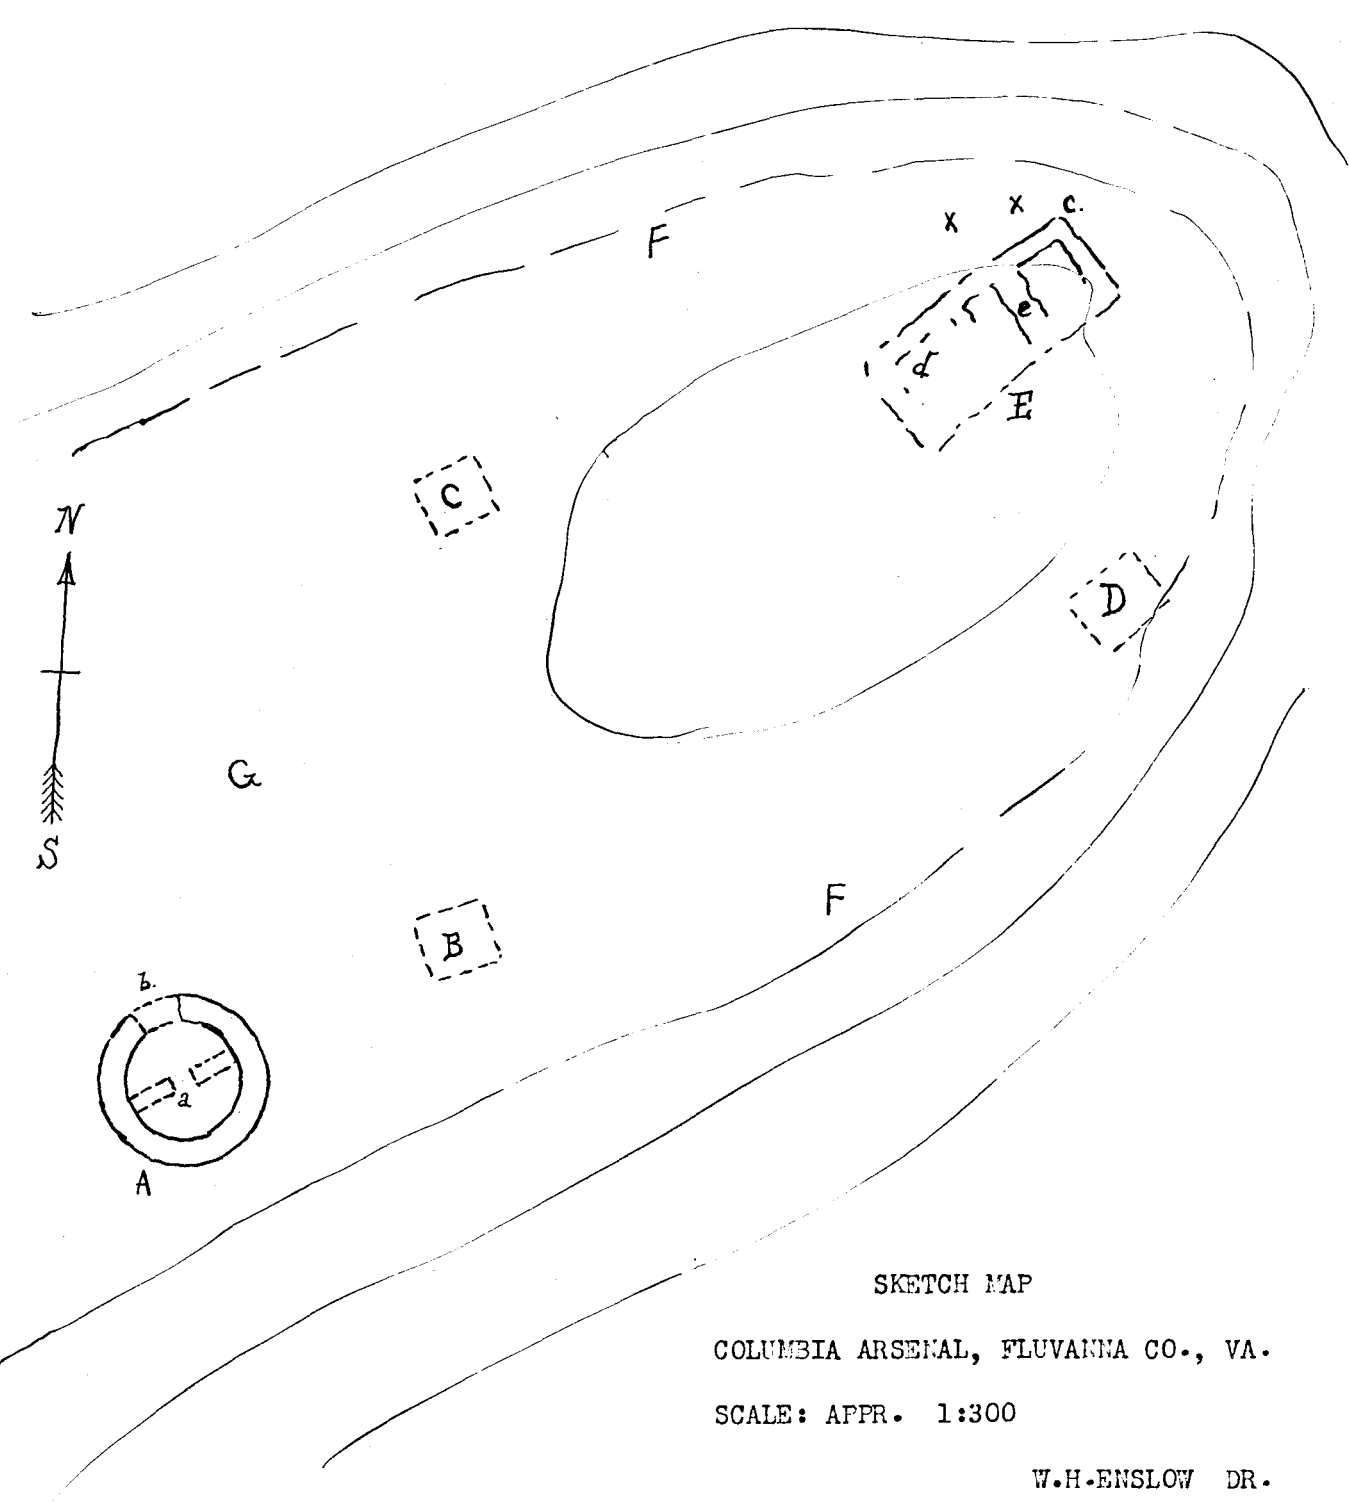 x x c.
F
e
d
E
C
N
D
G
S
F
B
b.
a
A
SKETCH MAP
COLUMBIA ARSENAL, FLUVANNA CO., VA.
SCALE: APPR. 1:300
W.H.ENSLOW DR.